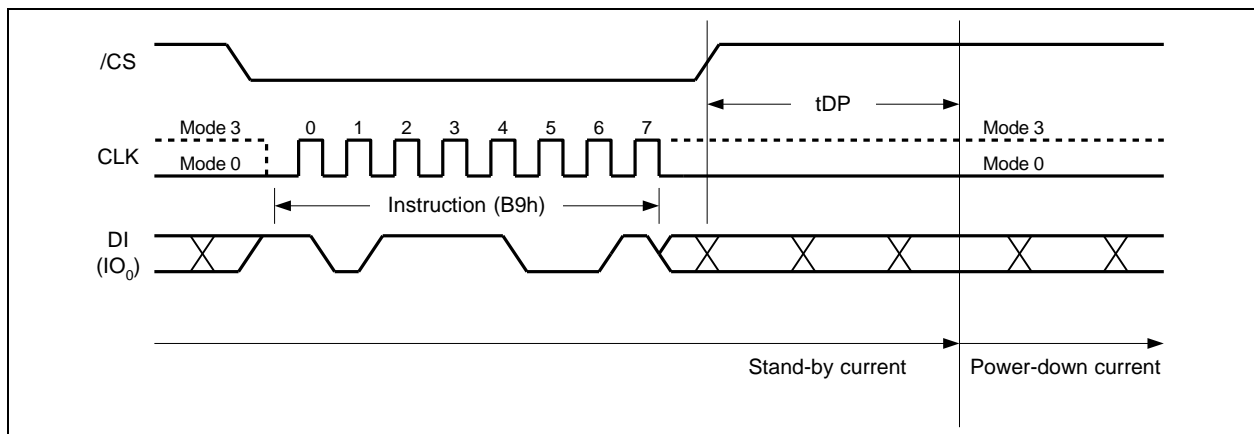 /CS
tDP
Mode 3 0 1 2 3 4 5 6 7 Mode 3
CLK
Mode 0 Mode 0
Instruction (B9h)
DI
(IO₀)
Stand-by current Power-down current